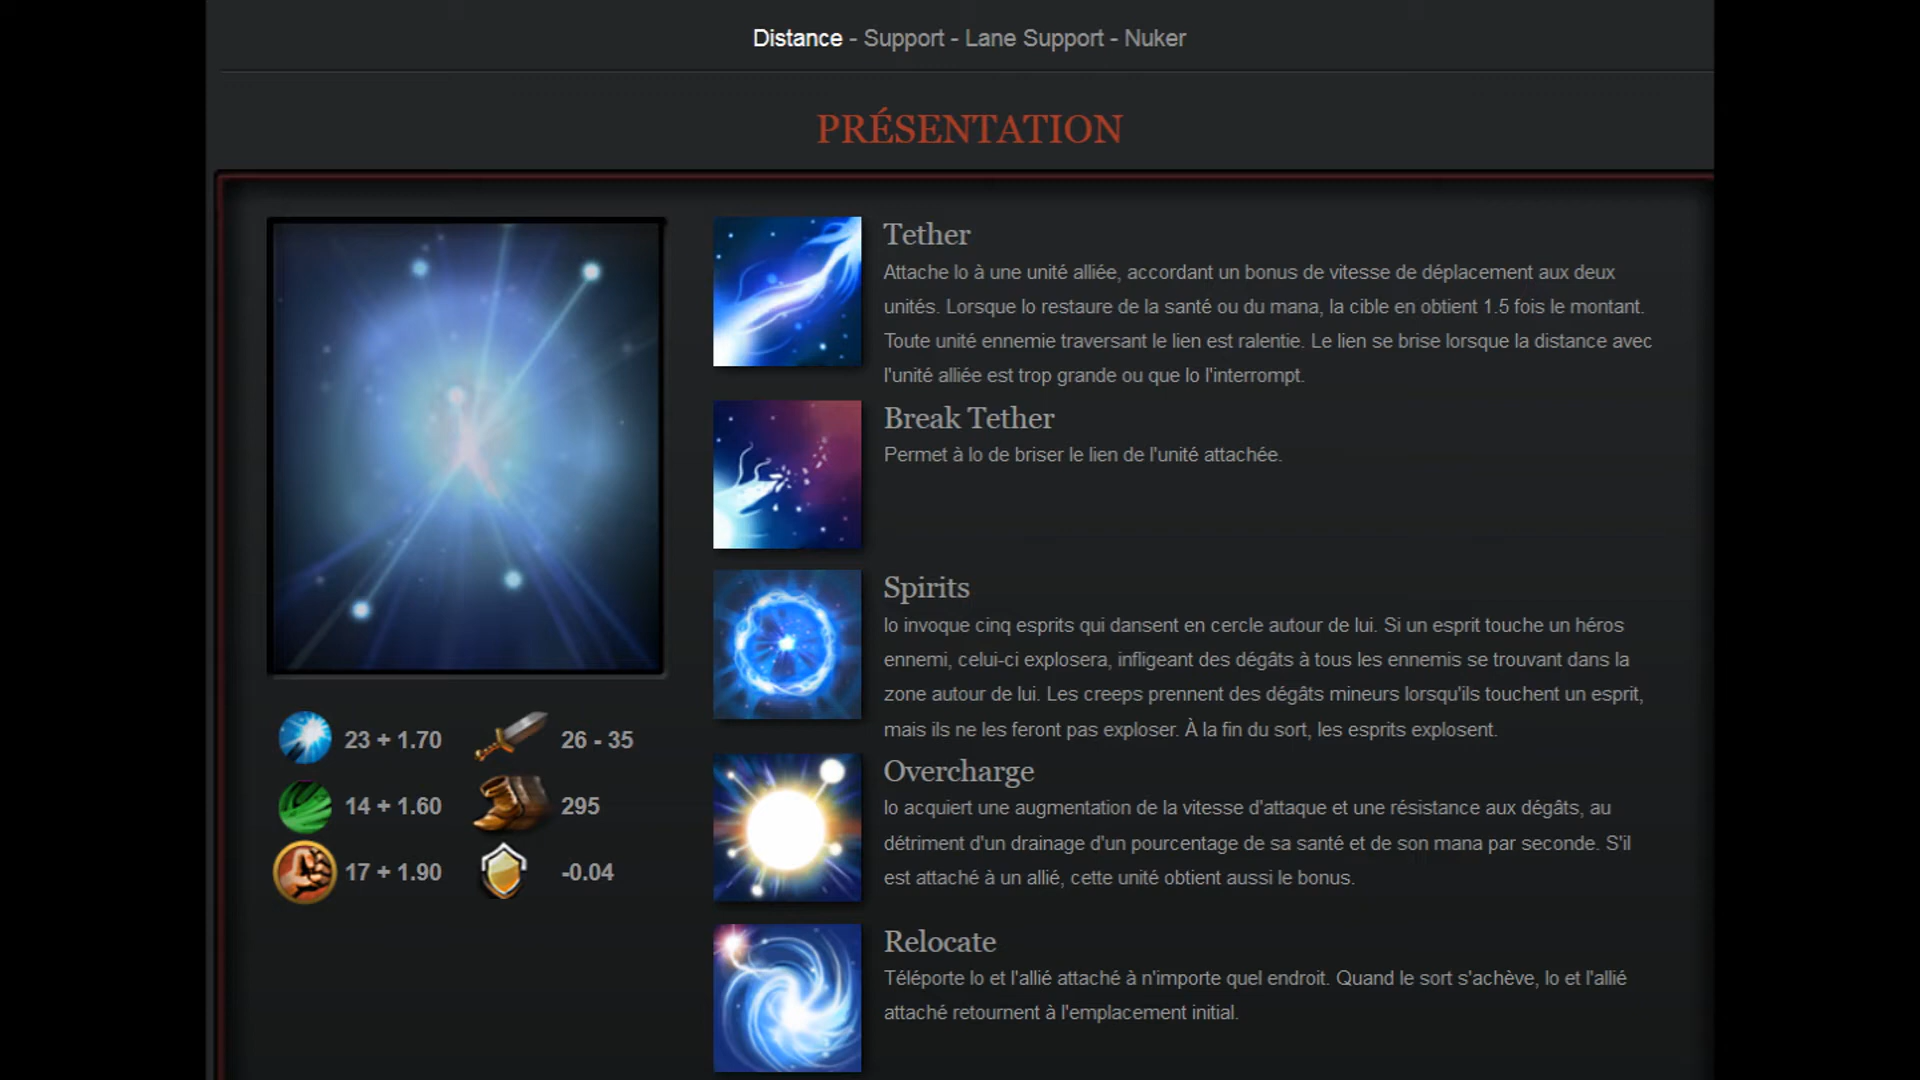 Distance - Support - Lane Support - Nuker
PRÉSENTATION
Tether
Attache Io à une unité alliée, accordant un bonus de vitesse de déplacement aux deux
unités. Lorsque Io restaure de la santé ou du mana, la cible en obtient 1.5 fois le montant.
Toute unité ennemie traversant le lien est ralentie. Le lien se brise lorsque la distance avec
l'unité alliée est trop grande ou que Io l'interrompt.
Break Tether
Permet à Io de briser le lien de l'unité attachée.
Spirits
Io invoque cinq esprits qui dansent en cercle autour de lui. Si un esprit touche un héros
ennemi, celui-ci explosera, infligeant des dégâts à tous les ennemis se trouvant dans la
zone autour de lui. Les creeps prennent des dégâts mineurs lorsqu'ils touchent un esprit,
mais ils ne les feront pas exploser. À la fin du sort, les esprits explosent.
Overcharge
Io acquiert une augmentation de la vitesse d'attaque et une résistance aux dégâts, au
détriment d'un drainage d'un pourcentage de sa santé et de son mana par seconde. S'il
est attaché à un allié, cette unité obtient aussi le bonus.
Relocate
Téléporte Io et l'allié attaché à n'importe quel endroit. Quand le sort s'achève, Io et l'allié
attaché retournent à l'emplacement initial.
23 + 1.70 26 - 35
14 + 1.60 295
17 + 1.90 -0.04